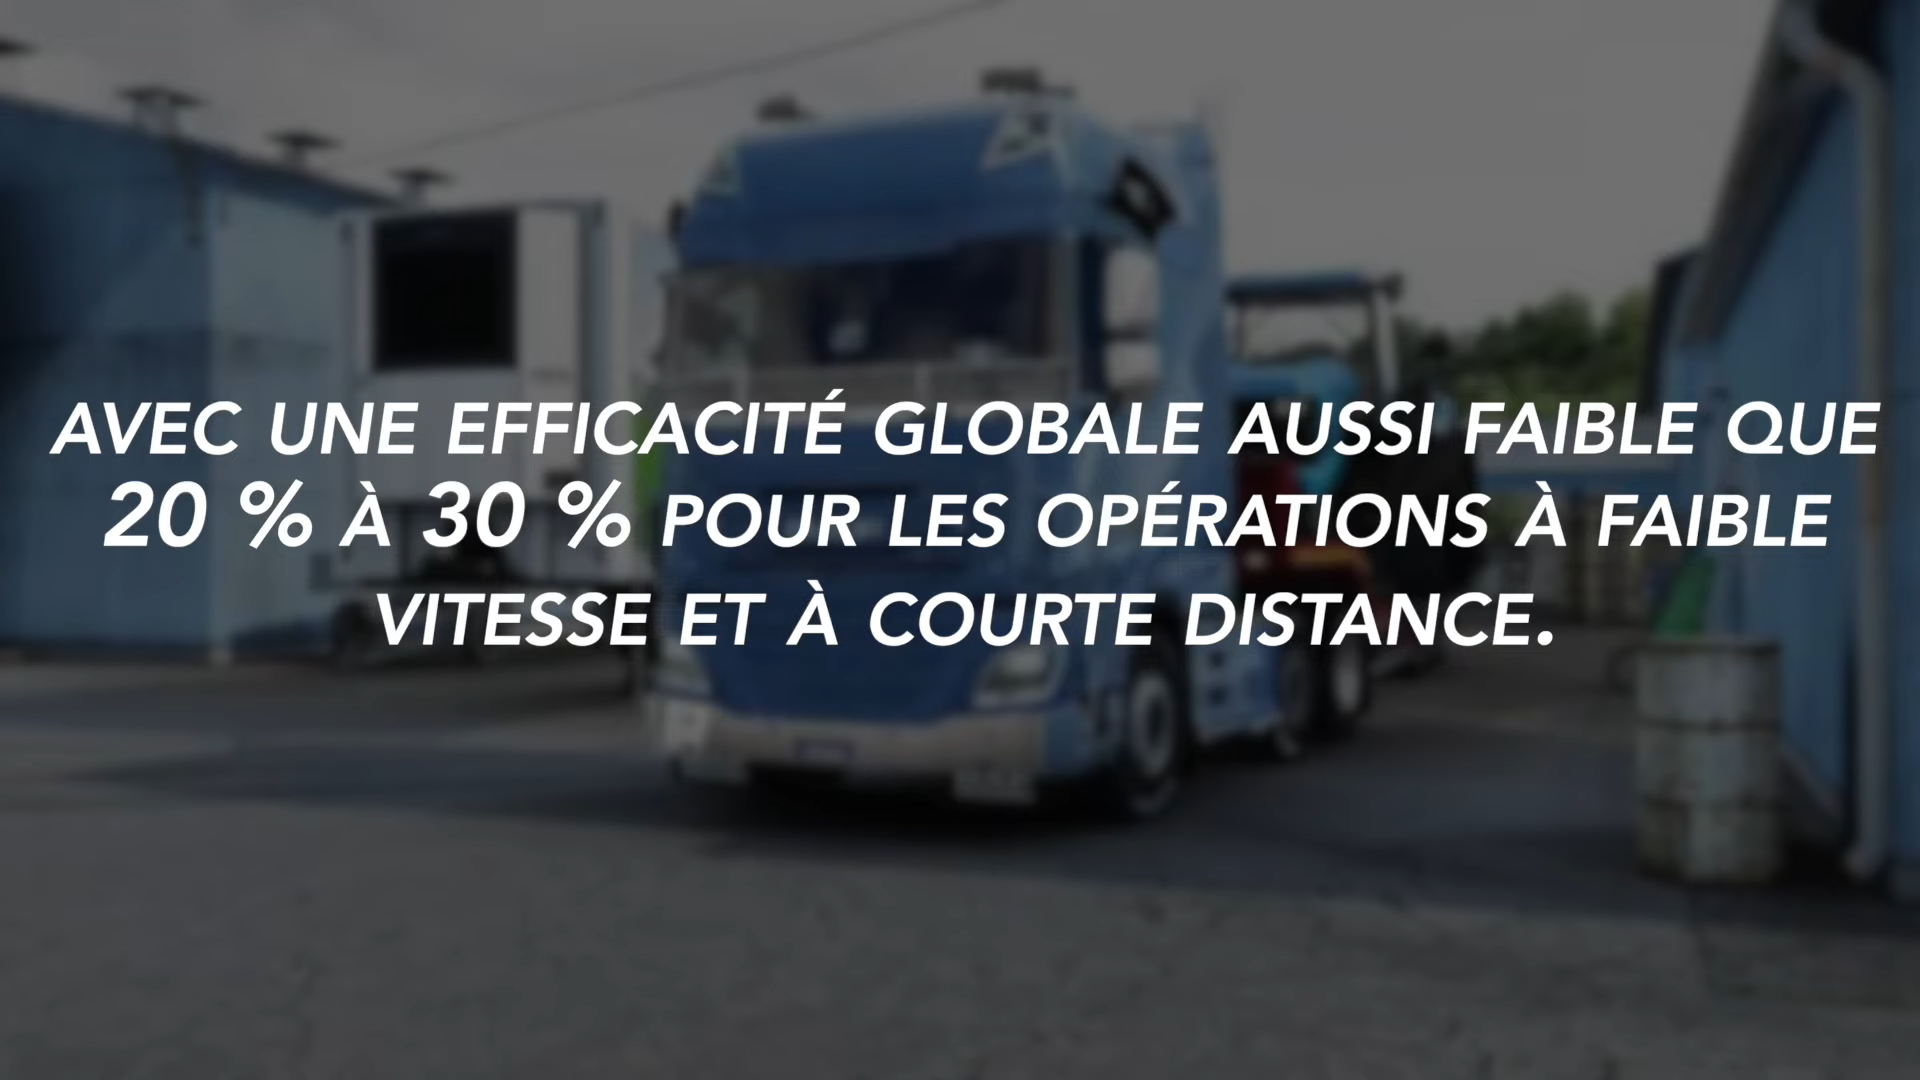 AVEC UNE EFFICACITÉ GLOBALE AUSSI FAIBLE QUE
20 % À 30 % POUR LES OPÉRATIONS À FAIBLE
VITESSE ET À COURTE DISTANCE.